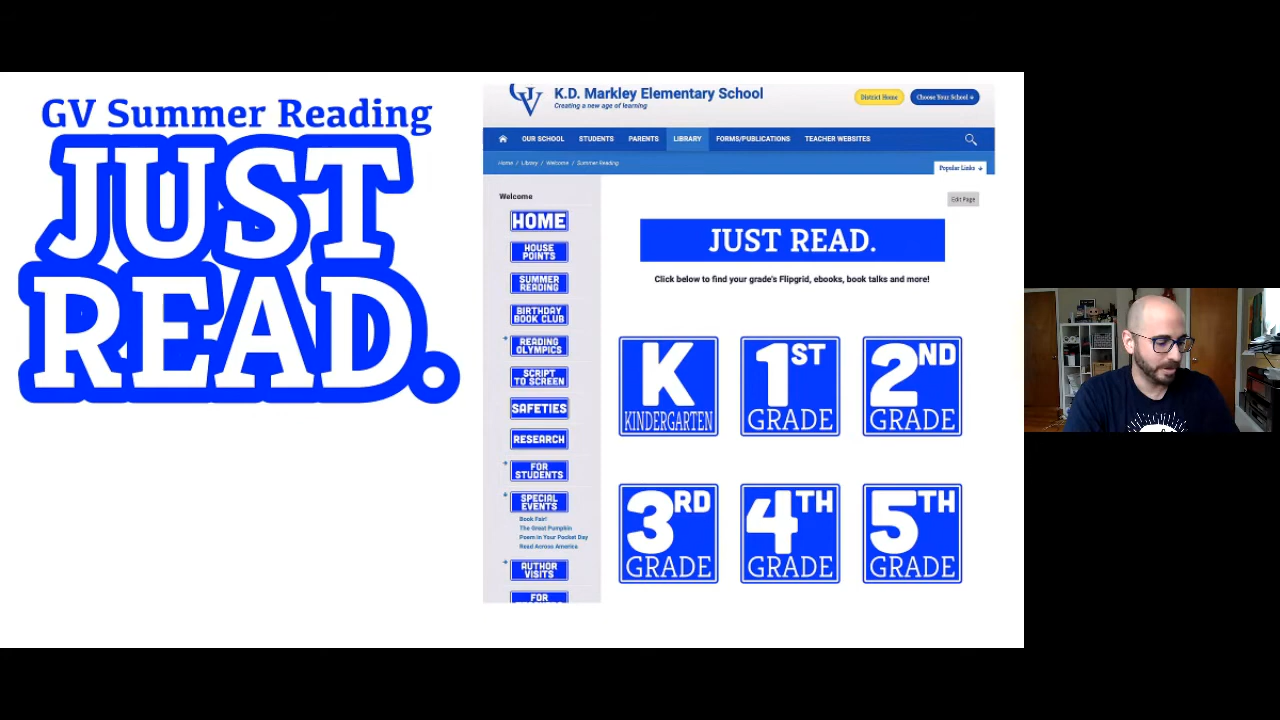 GV Summer Reading
JUST
READ.
K.D. Markley Elementary School
Creating a new age of learning
District Home
Choose Your School
OUR SCHOOL STUDENTS PARENTS LIBRARY FORMS/PUBLICATIONS TEACHER WEBSITES
Home / Library / Welcome / Summer Reading
Popular Links
Welcome
Edit Page
HOME
HOUSE
POINTS
SUMMER
READING
BIRTHDAY
BOOK CLUB
READING
OLYMPICS
SCRIPT
TO SCREEN
SAFETIES
RESEARCH
FOR
STUDENTS
SPECIAL
EVENTS
Book Fair!
The Great Pumpkin
Poem in Your Pocket Day
Read Across America
AUTHOR
VISITS
FOR
JUST READ.
Click below to find your grade's Flipgrid, ebooks, book talks and more!
K
KINDERGARTEN
1ST
GRADE
2ND
GRADE
3RD
GRADE
4TH
GRADE
5TH
GRADE